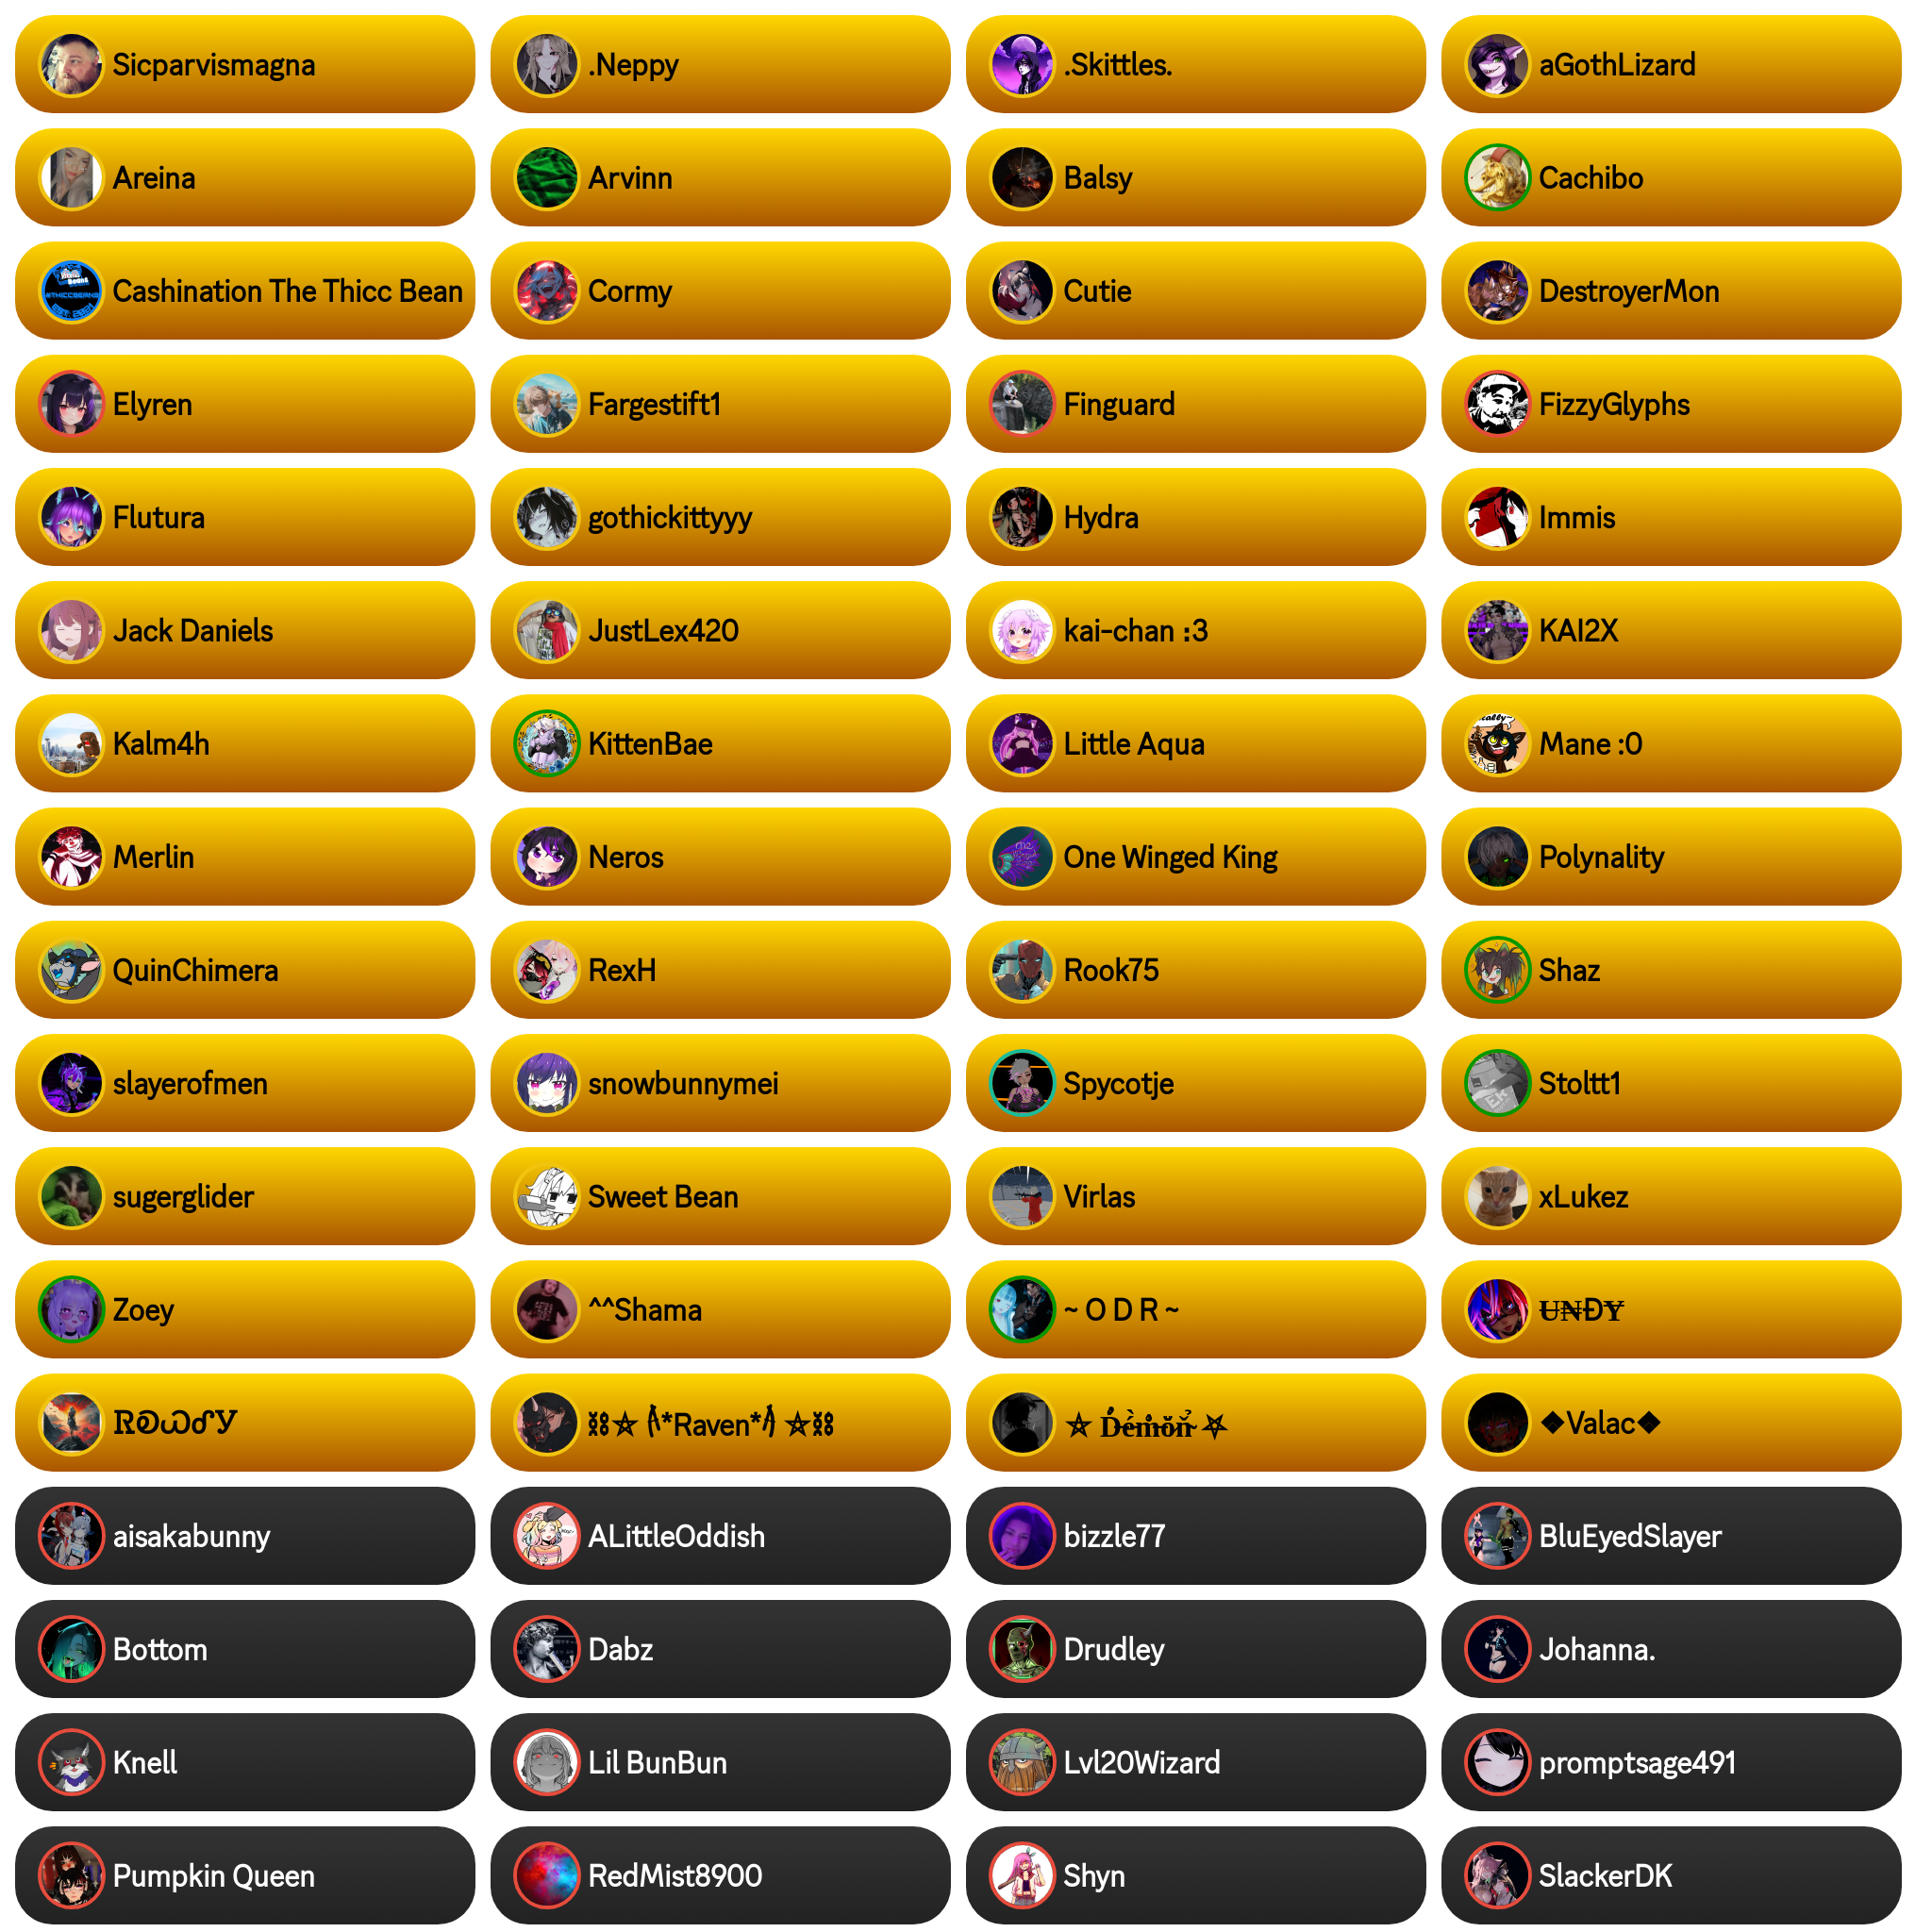 Sicparvismagna
.Neppy
.Skittles.
aGothLizard
Areina
Arvinn
Balsy
Cachibo
Cashination The Thicc Bean
Cormy
Cutie
DestroyerMon
Elyren
Fargestift1
Finguard
FizzyGlyphs
Flutura
gothickittyyy
Hydra
Immis
Jack Daniels
JustLex420
kai-chan :3
KAI2X
Kalm4h
KittenBae
Little Aqua
Mane :0
Merlin
Neros
One Winged King
Polynality
QuinChimera
RexH
Rook75
Shaz
slayerofmen
snowbunnymei
Spycotje
Stoltt1
sugerglider
Sweet Bean
Virlas
xLukez
Zoey
^^Shama
~ O D R ~
*Raven*
❖Valac❖
aisakabunny
ALittleOddish
bizzle77
BluEyedSlayer
Bottom
Dabz
Drudley
Johanna.
Knell
Lil BunBun
Lvl20Wizard
promptsage491
Pumpkin Queen
RedMist8900
Shyn
SlackerDK